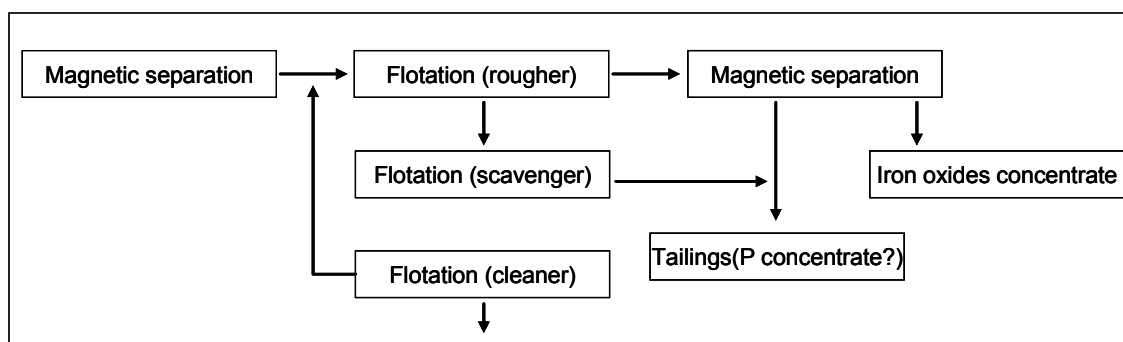 Magnetic separation
Flotation (rougher)
Magnetic separation
Flotation (scavenger)
Iron oxides concentrate
Tailings(P concentrate?)
Flotation (cleaner)